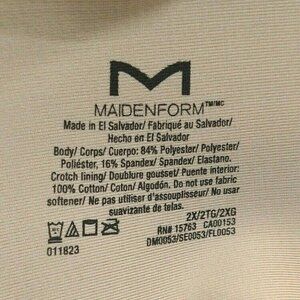 M
MAIDENFORM™/MC
Made in El Salvador/ Fabriqué au Salvador/
Hecho en El Salvador
Body/ Corps/ Cuerpo: 84% Polyester/ Polyester/
Poliéster, 16% Spandex/ Spandex/ Elastano.
Crotch lining/ Doublure gousset/ Puente interior:
100% Cotton/ Coton/ Algodón. Do not use fabric
softener/ Ne pas utiliser d'assouplisseur/ No usar
suavizante de telas.
2X/2TG/2XG
RN# 15763 CA00153
DM0053/SE0053/FL0053
011823